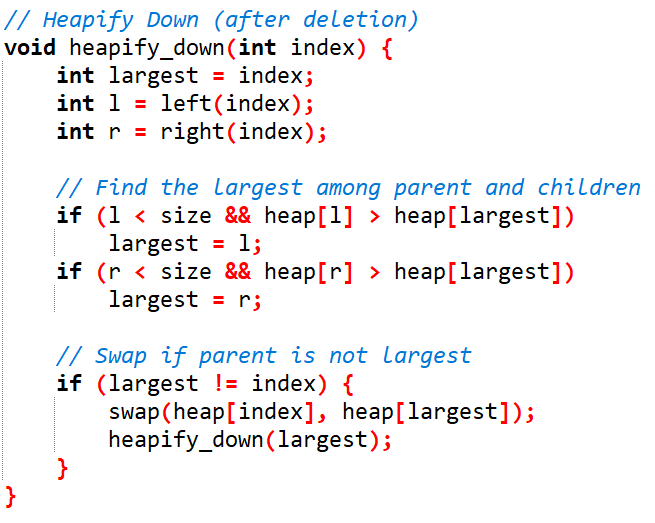 // Heapify Down (after deletion)
void heapify_down(int index) {
    int largest = index;
    int l = left(index);
    int r = right(index);

    // Find the largest among parent and children
    if (l < size && heap[l] > heap[largest])
        largest = l;
    if (r < size && heap[r] > heap[largest])
        largest = r;

    // Swap if parent is not largest
    if (largest != index) {
        swap(heap[index], heap[largest]);
        heapify_down(largest);
    }
}